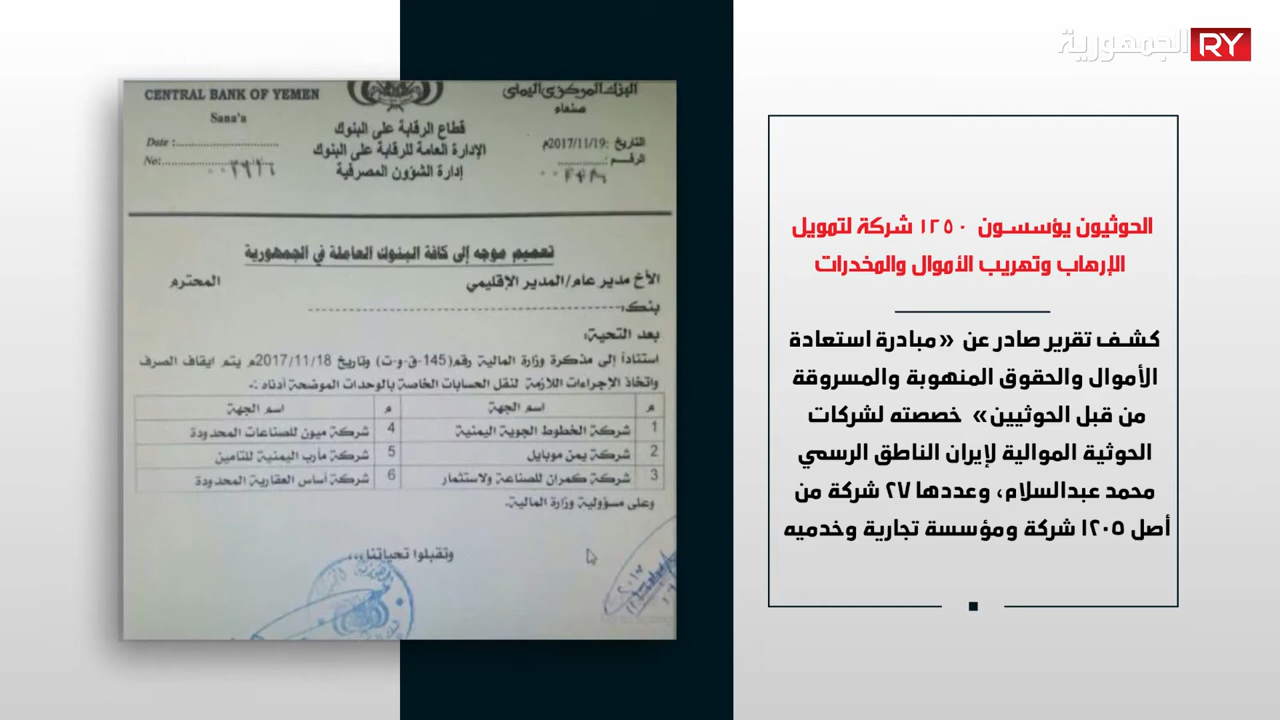 الجمهورية RY
CENTRAL BANK OF YEMEN
Sana'a
Date :
No:
البنك المركزي اليمني
صنعاء
التاريخ :2017/11/19م
الرقم :
قطاع الرقابة على البنوك
الإدارة العامة للرقابة على البنوك
إدارة الشؤون المصرفية
تعميم موجه إلى كافة البنوك العاملة في الجمهورية
الأخ مدير عام/المدير الإقليمي المحترم
بنك:
بعد التحية:
استناداً إلى مذكرة وزارة المالية رقم(145-ق-و-ت) وتاريخ 2017/11/18م يتم ايقاف الصرف
واتخاذ الإجراءات اللازمة لنقل الحسابات الخاصة بالوحدات الموضحة أدناه :-
م اسم الجهة م اسم الجهة
1 شركة الخطوط الجوية اليمنية 4 شركة ميون للصناعات المحدودة
2 شركة يمن موبايل 5 شركة مأرب اليمنية للتامين
3 شركة كمران للصناعة ولاستثمار 6 شركة أساس العقارية المحدودة
وعلى مسؤولية وزارة المالية.
وتقبلوا تحياتنا،،،
الحوثيون يؤسسون ١٢٥٠ شركة لتمويل
الإرهاب وتهريب الأموال والمخدرات
كشف تقرير صادر عن «مبادرة استعادة
الأموال والحقوق المنهوبة والمسروقة
من قبل الحوثيين» خصصته لشركات
الحوثية الموالية لإيران الناطق الرسمي
محمد عبدالسلام، وعددها ٢٧ شركة من
أصل ١٢٠٥ شركة ومؤسسة تجارية وخدميه